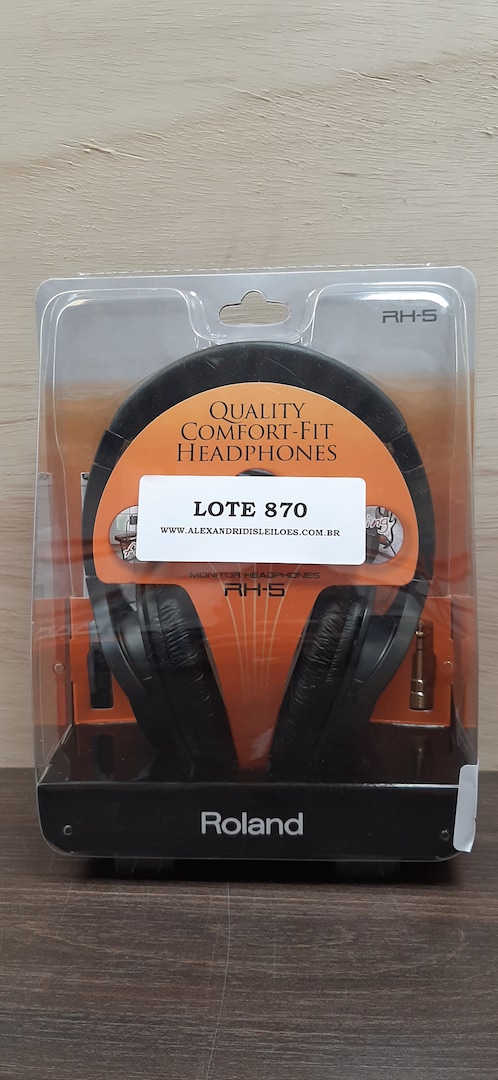 RH-5
QUALITY
COMFORT-FIT
HEADPHONES
LOTE 870
WWW.ALEXANDRIDISLEILOES.COM.BR
MONITOR HEADPHONES
RH-5
Roland